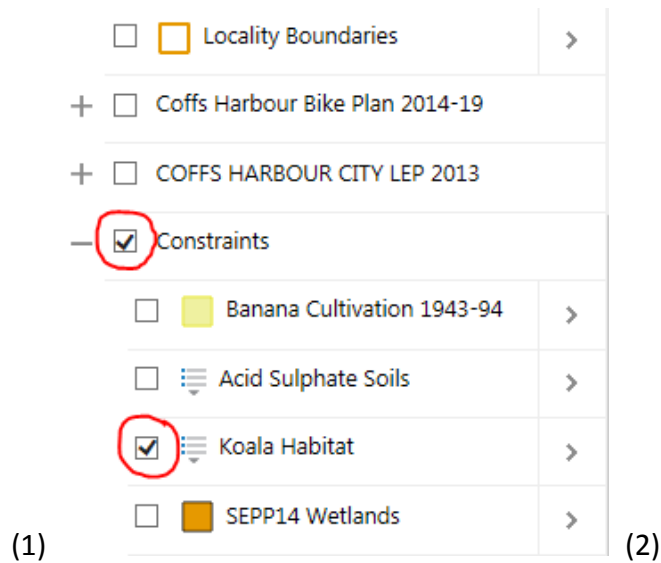 Locality Boundaries
Coffs Harbour Bike Plan 2014-19
COFFS HARBOUR CITY LEP 2013
Constraints
Banana Cultivation 1943-94
Acid Sulphate Soils
Koala Habitat
SEPP14 Wetlands
(1) (2)